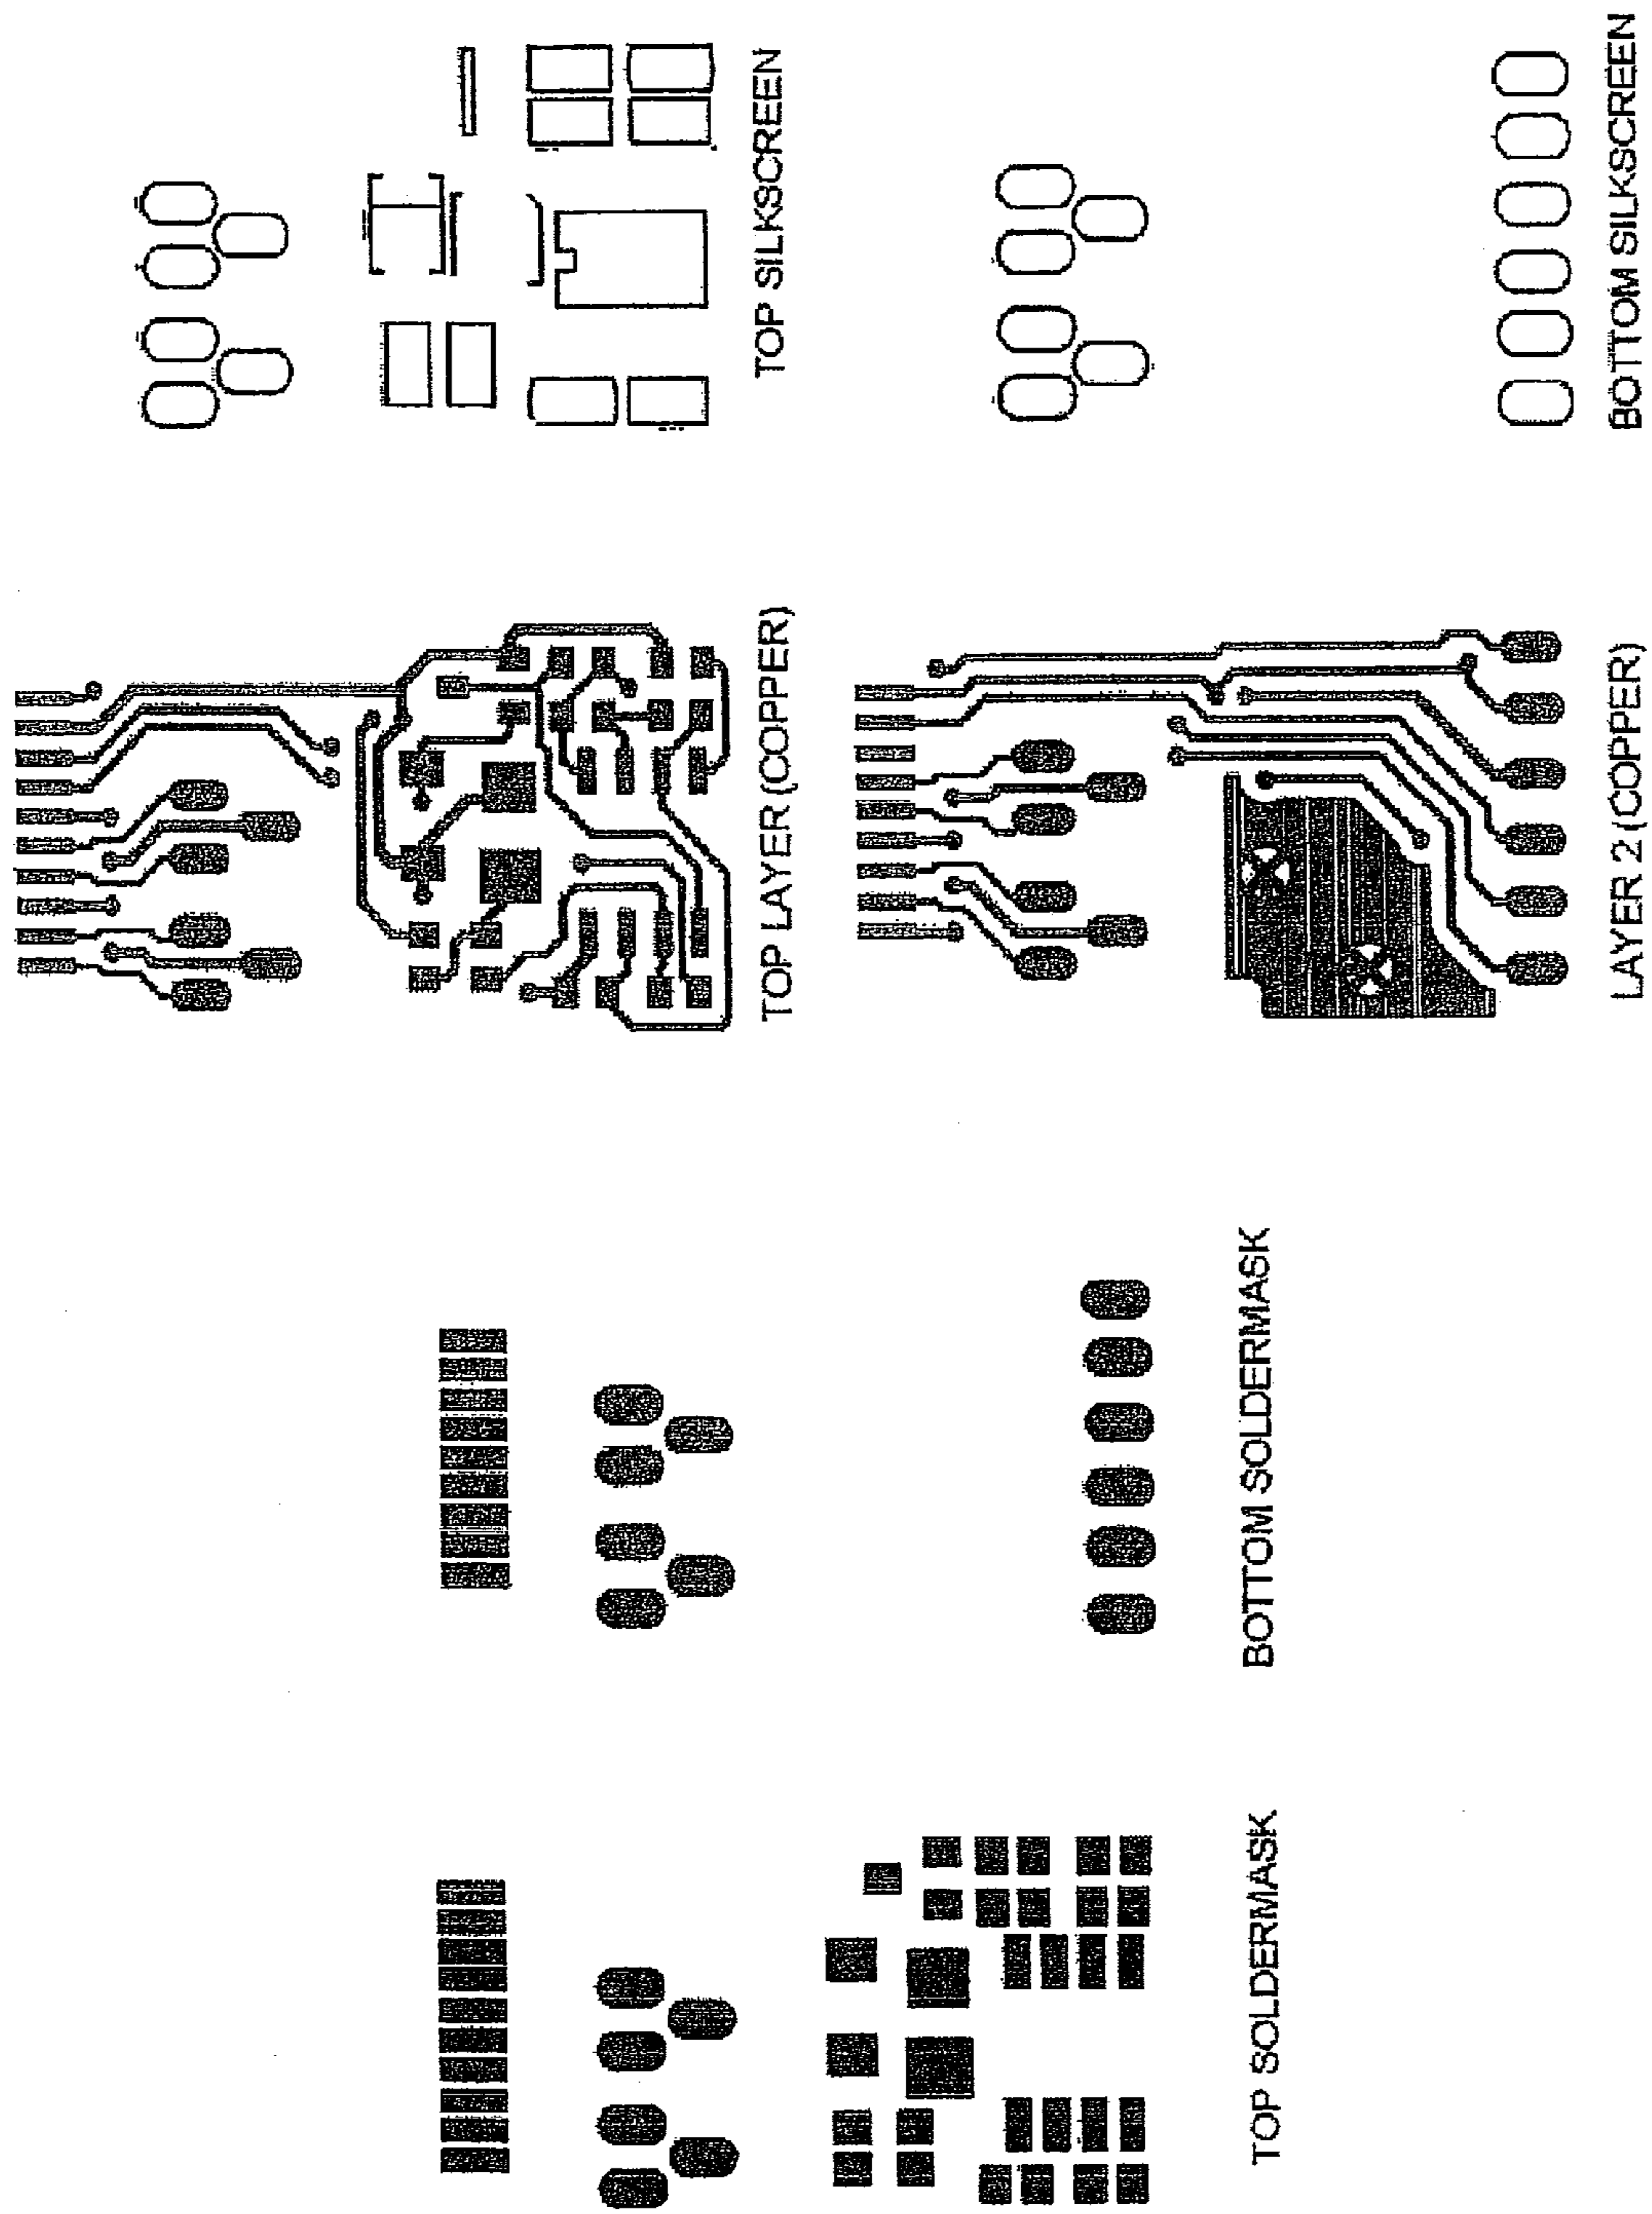 TOP SILKSCREEN
BOTTOM SILKSCREEN
TOP LAYER (COPPER)
LAYER 2 (COPPER)
BOTTOM SOLDERMASK
TOP SOLDERMASK